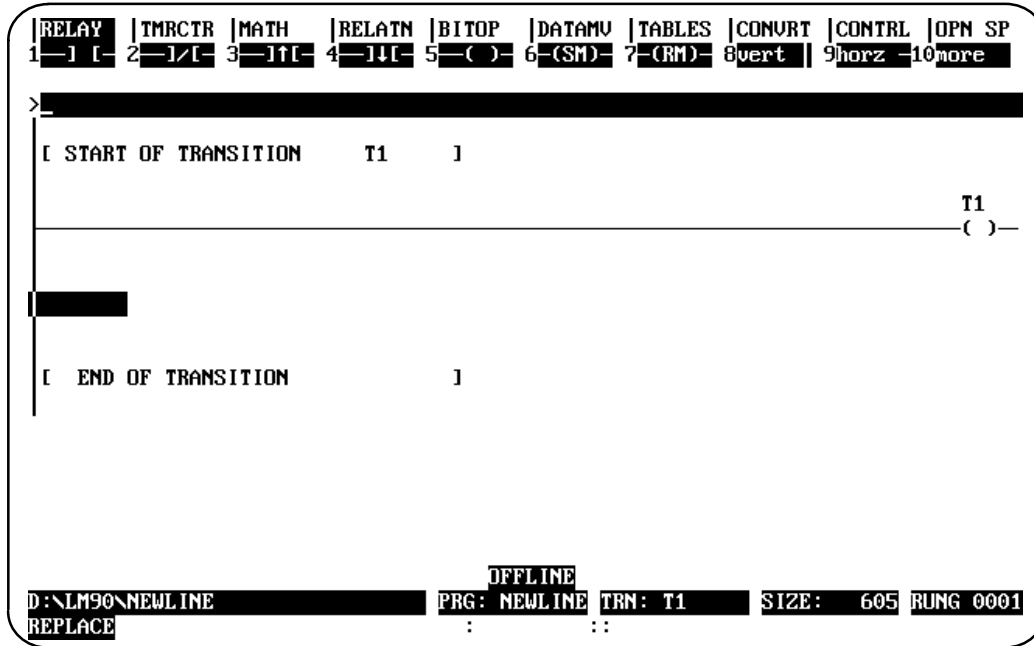 |RELAY |TMRCTR |MATH |RELATN |BITOP |DATAMV |TABLES |CONVRT |CONTRL |OPN SP
1—] [— 2—]/[— 3—]↑[— 4—]↓[— 5—( )— 6—(SM)— 7—(RM)— 8vert | 9horz —10more
>_
[ START OF TRANSITION T1 ]
T1
—( )—
[ END OF TRANSITION ]
OFFLINE
D:\LM90\NEWLINE PRG: NEWLINE TRN: T1 SIZE: 605 RUNG 0001
REPLACE : ::